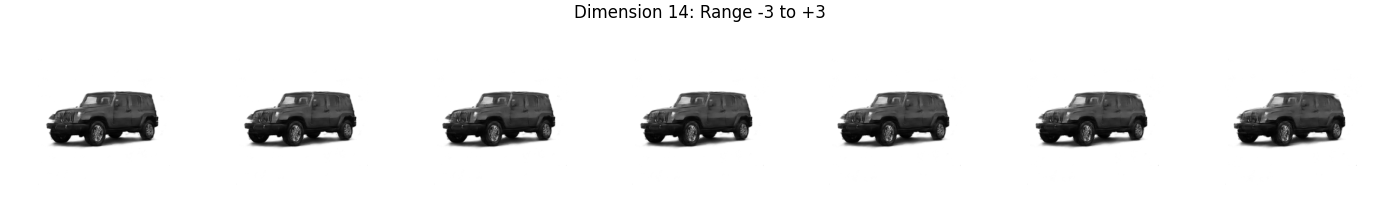 Dimension 14: Range -3 to +3